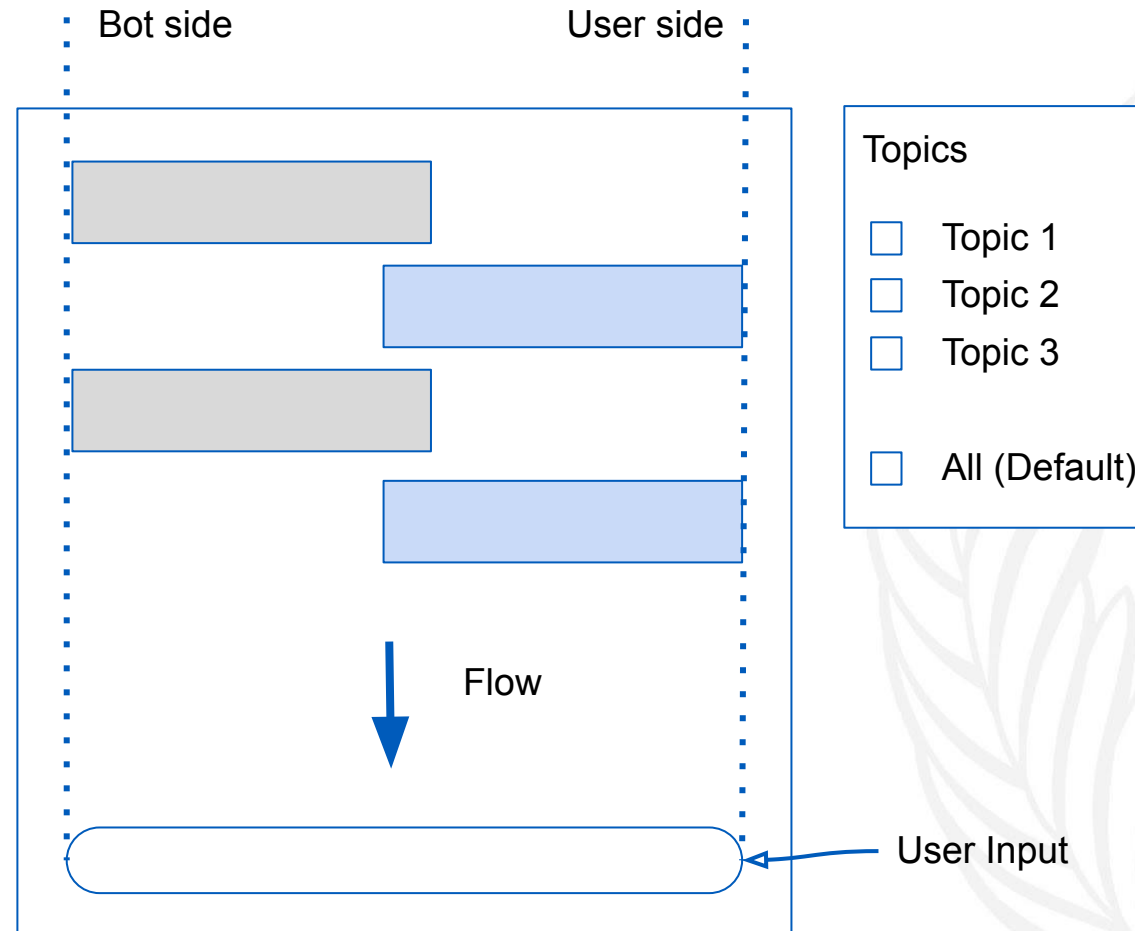 Bot side
User side
Topics
Topic 1
Topic 2
Topic 3
All (Default)
Flow
User Input